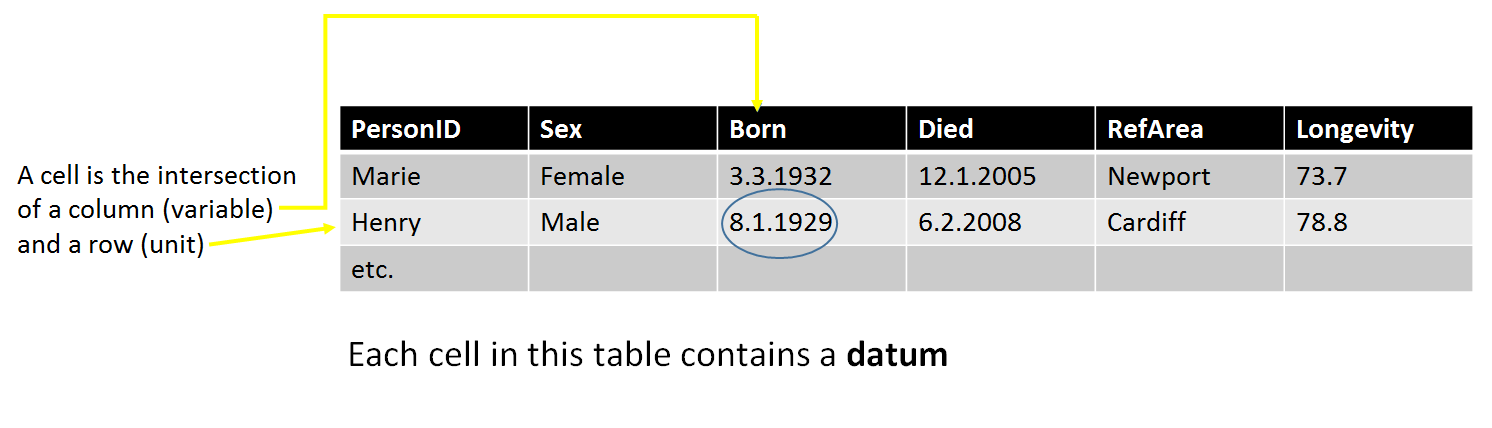 PersonID Sex Born Died RefArea Longevity
Marie Female 3.3.1932 12.1.2005 Newport 73.7
Henry Male 8.1.1929 6.2.2008 Cardiff 78.8
etc.
A cell is the intersection
of a column (variable)
and a row (unit)
Each cell in this table contains a datum